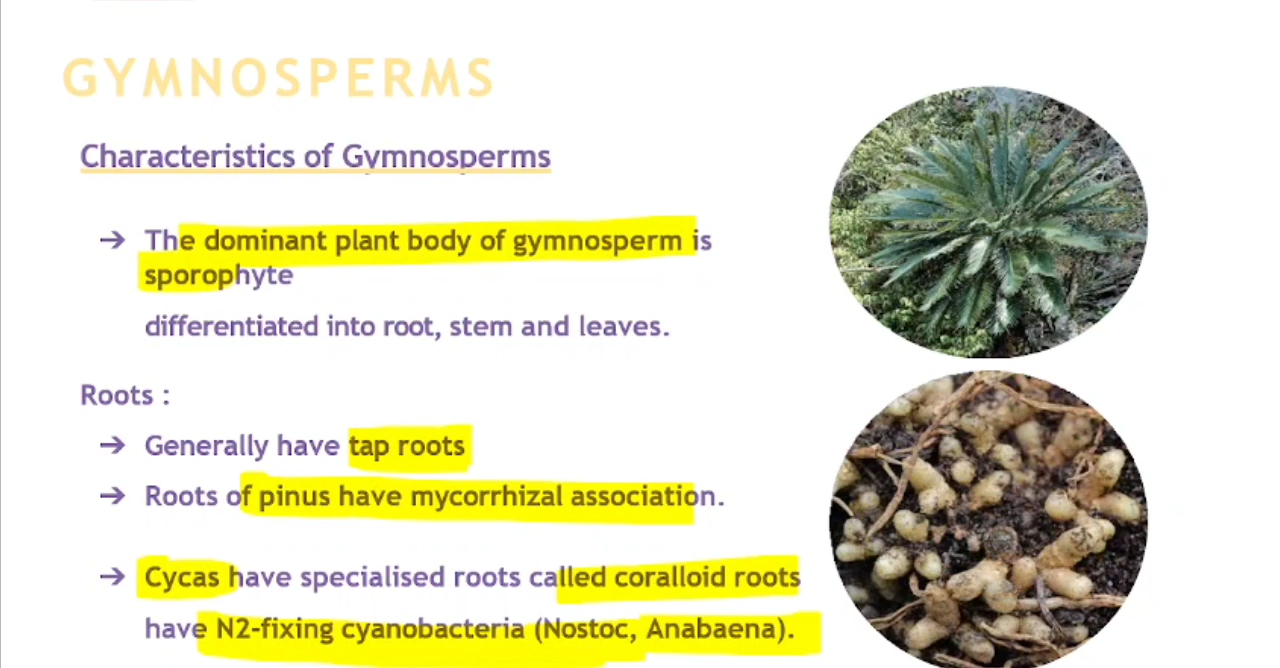 GYMNOSPERMS
Characteristics of Gymnosperms
→ The dominant plant body of gymnosperm is
sporophyte
differentiated into root, stem and leaves.
Roots :
→ Generally have tap roots
→ Roots of pinus have mycorrhizal association.
→ Cycas have specialised roots called coralloid roots
have N2-fixing cyanobacteria (Nostoc, Anabaena).